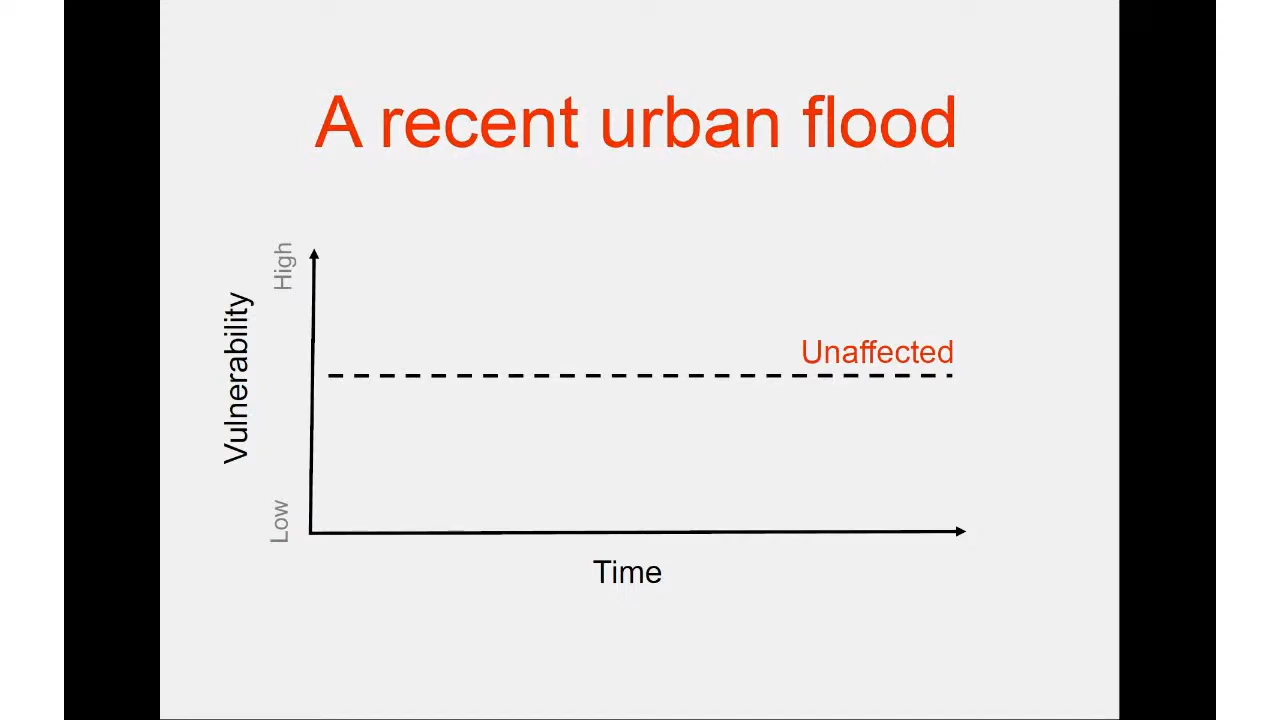 A recent urban flood
High
Vulnerability
Unaffected
Low
Time